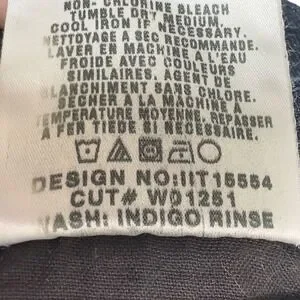 NON- CHLORINE BLEACH
TUMBLE DRY MEDIUM,
COOL IRON IF NECESSARY.
NETTOYAGE A SEC RECOMMANDE.
LAVER EN MACHINE A L'EAU
FROIDE AVEC COULEURS
SIMILAIRES, AGENT DE
BLANCHIMENT SANS CHLORE.
SECHER A LA MACHINE A
TEMPERATURE MOYENNE, REPASSER
A FER TIEDE SI NECESSAIRE.
DESIGN NO:IIT15554
CUT# W01251
WASH: INDIGO RINSE